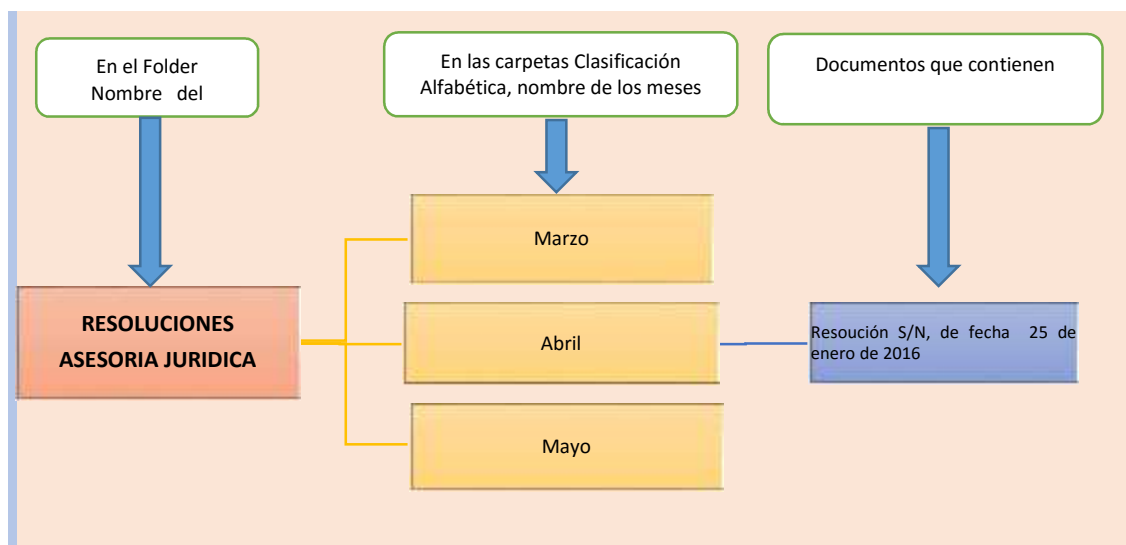 En el Folder
Nombre del
En las carpetas Clasificación
Alfabética, nombre de los meses
Documentos que contienen
Marzo
RESOLUCIONES
ASESORIA JURIDICA
Abril
Resoución S/N, de fecha 25 de
enero de 2016
Mayo